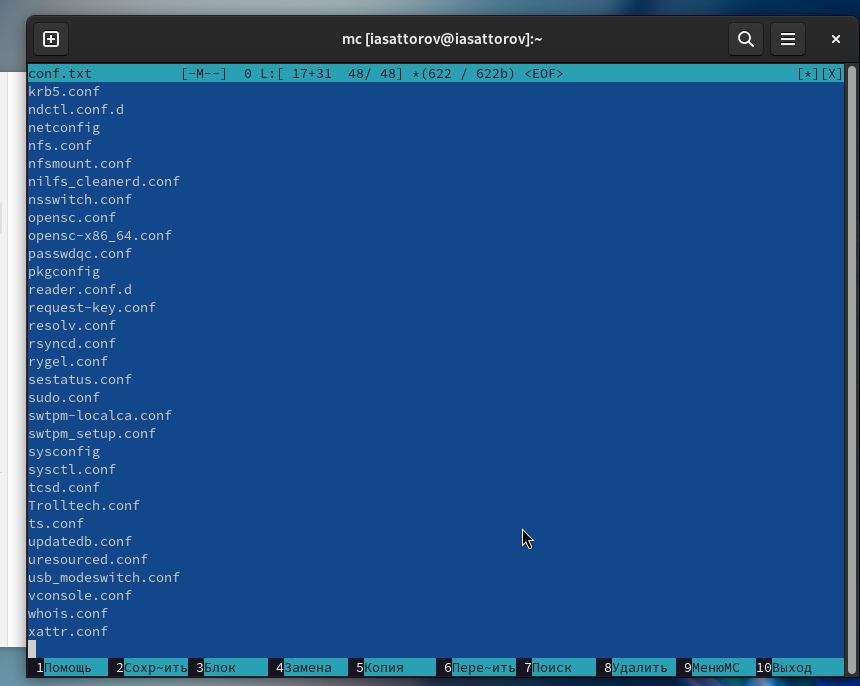 mc [iasattorov@iasattorov]:~
conf.txt [-M--] 0 L:[ 17+31 48/ 48] *(622 / 622b) <EOF> [*][X]
krb5.conf
ndctl.conf.d
netconfig
nfs.conf
nfsmount.conf
nilfs_cleanerd.conf
nsswitch.conf
opensc.conf
opensc-x86_64.conf
passwdqc.conf
pkgconfig
reader.conf.d
request-key.conf
resolv.conf
rsyncd.conf
rygel.conf
sestatus.conf
sudo.conf
swtpm-localca.conf
swtpm_setup.conf
sysconfig
sysctl.conf
tcsd.conf
Trolltech.conf
ts.conf
updatedb.conf
uresourced.conf
usb_modeswitch.conf
vconsole.conf
whois.conf
xattr.conf
1Помощь 2Сохр~ить 3Блок 4Замена 5Копия 6Пере~ить 7Поиск 8Удалить 9МенюMC 10Выход